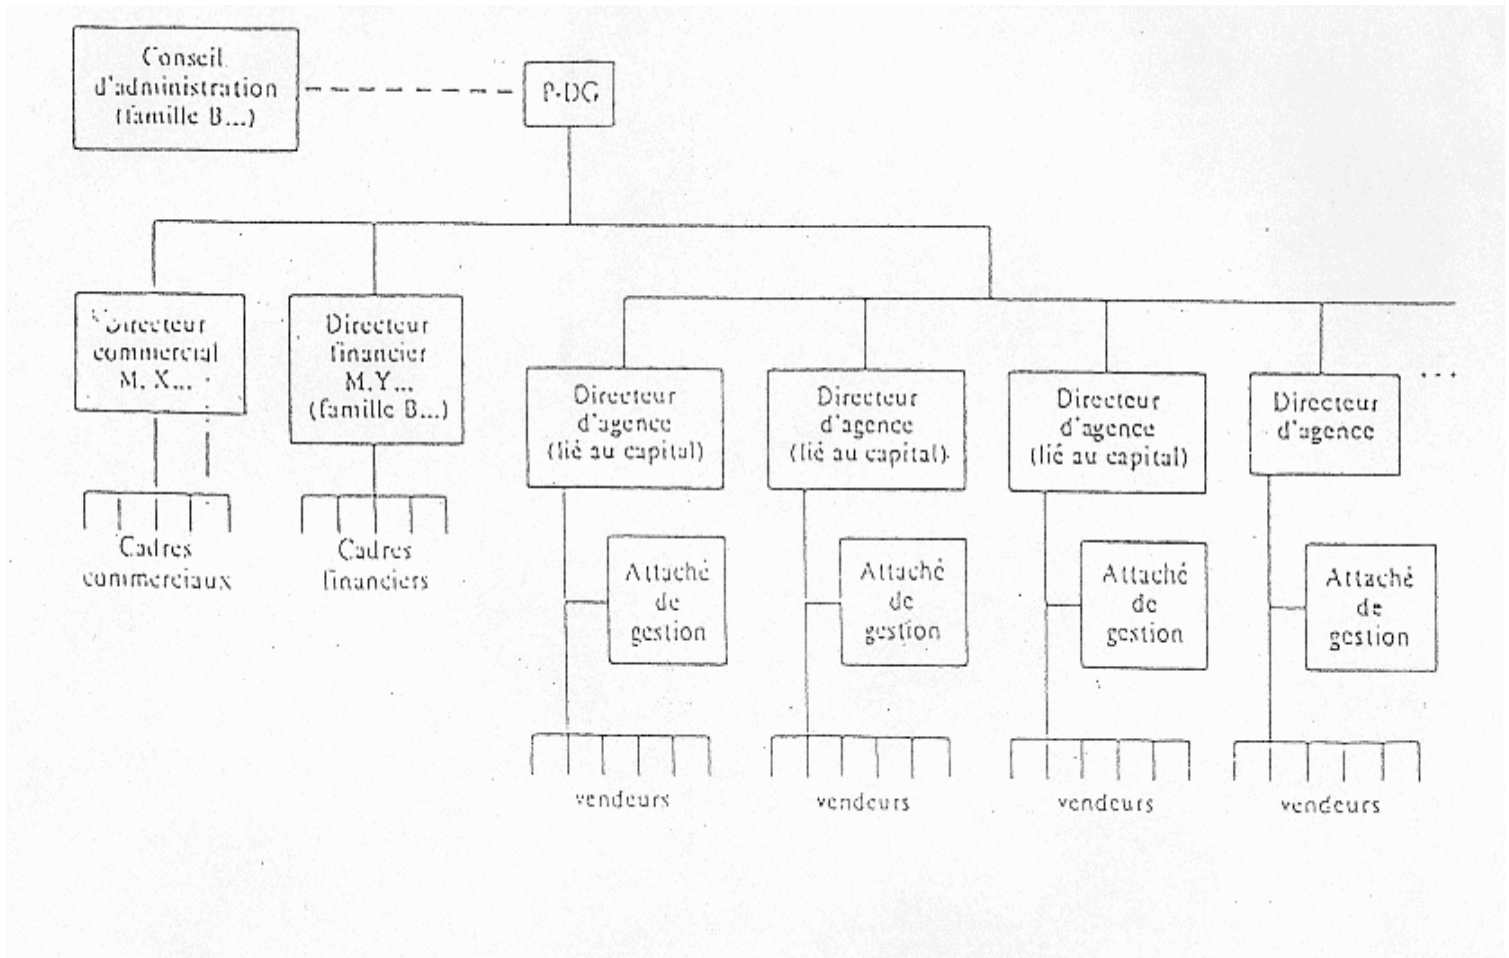 Conseil
d'administration
(famille B...)
P-DG
Directeur
commercial
M. X...
Directeur
financier
M.Y...
(famille B...)
Directeur
d'agence
(lié au capital)
Directeur
d'agence
(lié au capital)
Directeur
d'agence
(lié au capital)
Directeur
d'agence
...
Cadres
commerciaux
Cadres
financiers
Attaché
de
gestion
Attaché
de
gestion
Attaché
de
gestion
Attaché
de
gestion
vendeurs
vendeurs
vendeurs
vendeurs